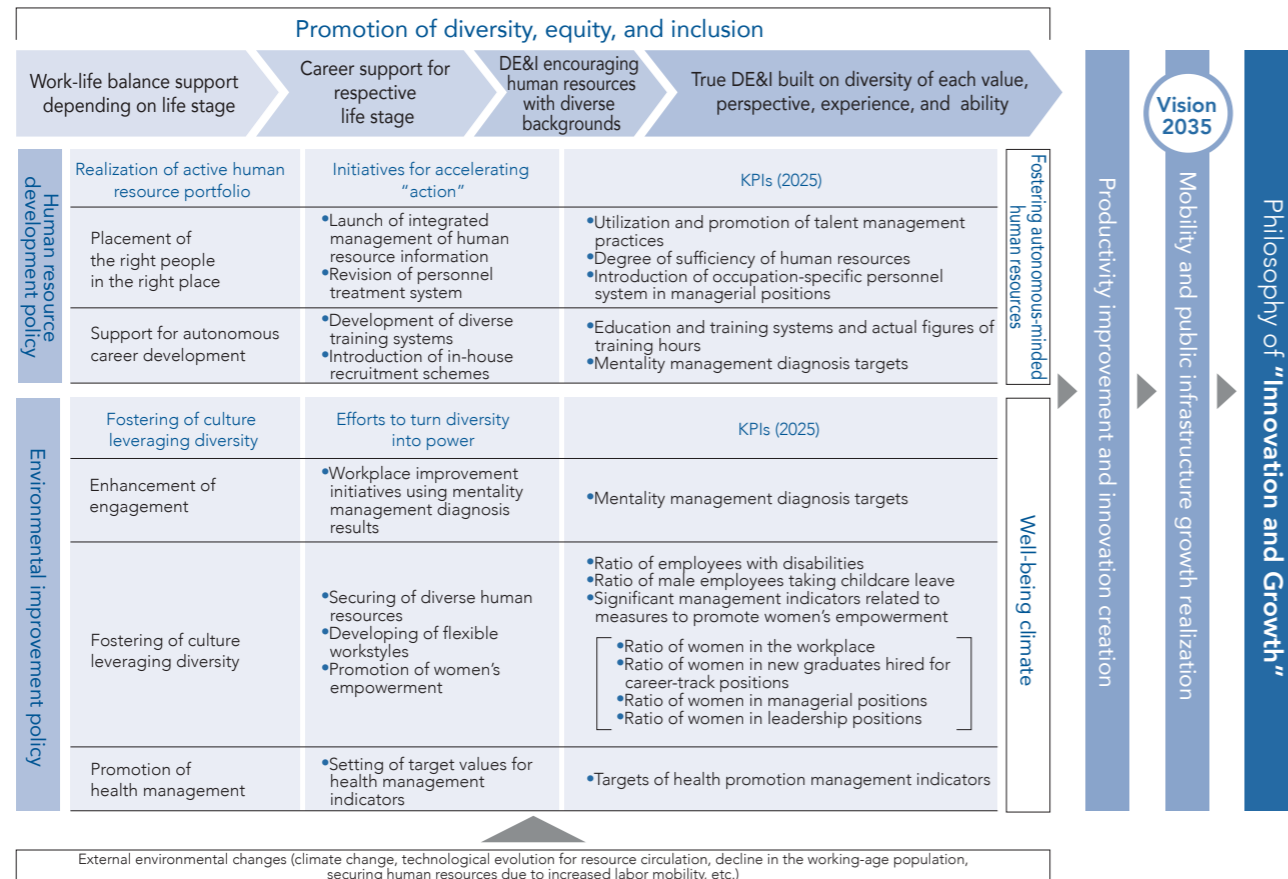 Promotion of diversity, equity, and inclusion
Work-life balance support
depending on life stage
Career support for
respective
life stage
DE&I encouraging
human resources
with diverse
backgrounds
True DE&I built on diversity of each value,
perspective, experience, and ability
Human resource
development policy
Realization of active human
resource portfolio
Initiatives for accelerating
“action”
KPIs (2025)
Placement of
the right people
in the right place
•Launch of integrated
management of human
resource information
•Revision of personnel
treatment system
•Utilization and promotion of talent management
practices
•Degree of sufficiency of human resources
•Introduction of occupation-specific personnel
system in managerial positions
Support for autonomous
career development
•Development of diverse
training systems
•Introduction of in-house
recruitment schemes
•Education and training systems and actual figures of
training hours
•Mentality management diagnosis targets
Fostering autonomous-minded
human resources
Environmental improvement policy
Fostering of culture
leveraging diversity
Efforts to turn diversity
into power
KPIs (2025)
Enhancement of
engagement
•Workplace improvement
initiatives using mentality
management diagnosis
results
•Mentality management diagnosis targets
Fostering of culture
leveraging diversity
•Securing of diverse human
resources
•Developing of flexible
workstyles
•Promotion of women’s
empowerment
•Ratio of employees with disabilities
•Ratio of male employees taking childcare leave
•Significant management indicators related to
measures to promote women’s empowerment
•Ratio of women in the workplace
•Ratio of women in new graduates hired for
career-track positions
•Ratio of women in managerial positions
•Ratio of women in leadership positions
Promotion of
health management
•Setting of target values for
health management
indicators
•Targets of health promotion management indicators
Well-being climate
Productivity improvement and innovation creation
Vision
2035
Mobility and public infrastructure growth realization
Philosophy of “Innovation and Growth”
External environmental changes (climate change, technological evolution for resource circulation, decline in the working-age population,
securing human resources due to increased labor mobility, etc.)